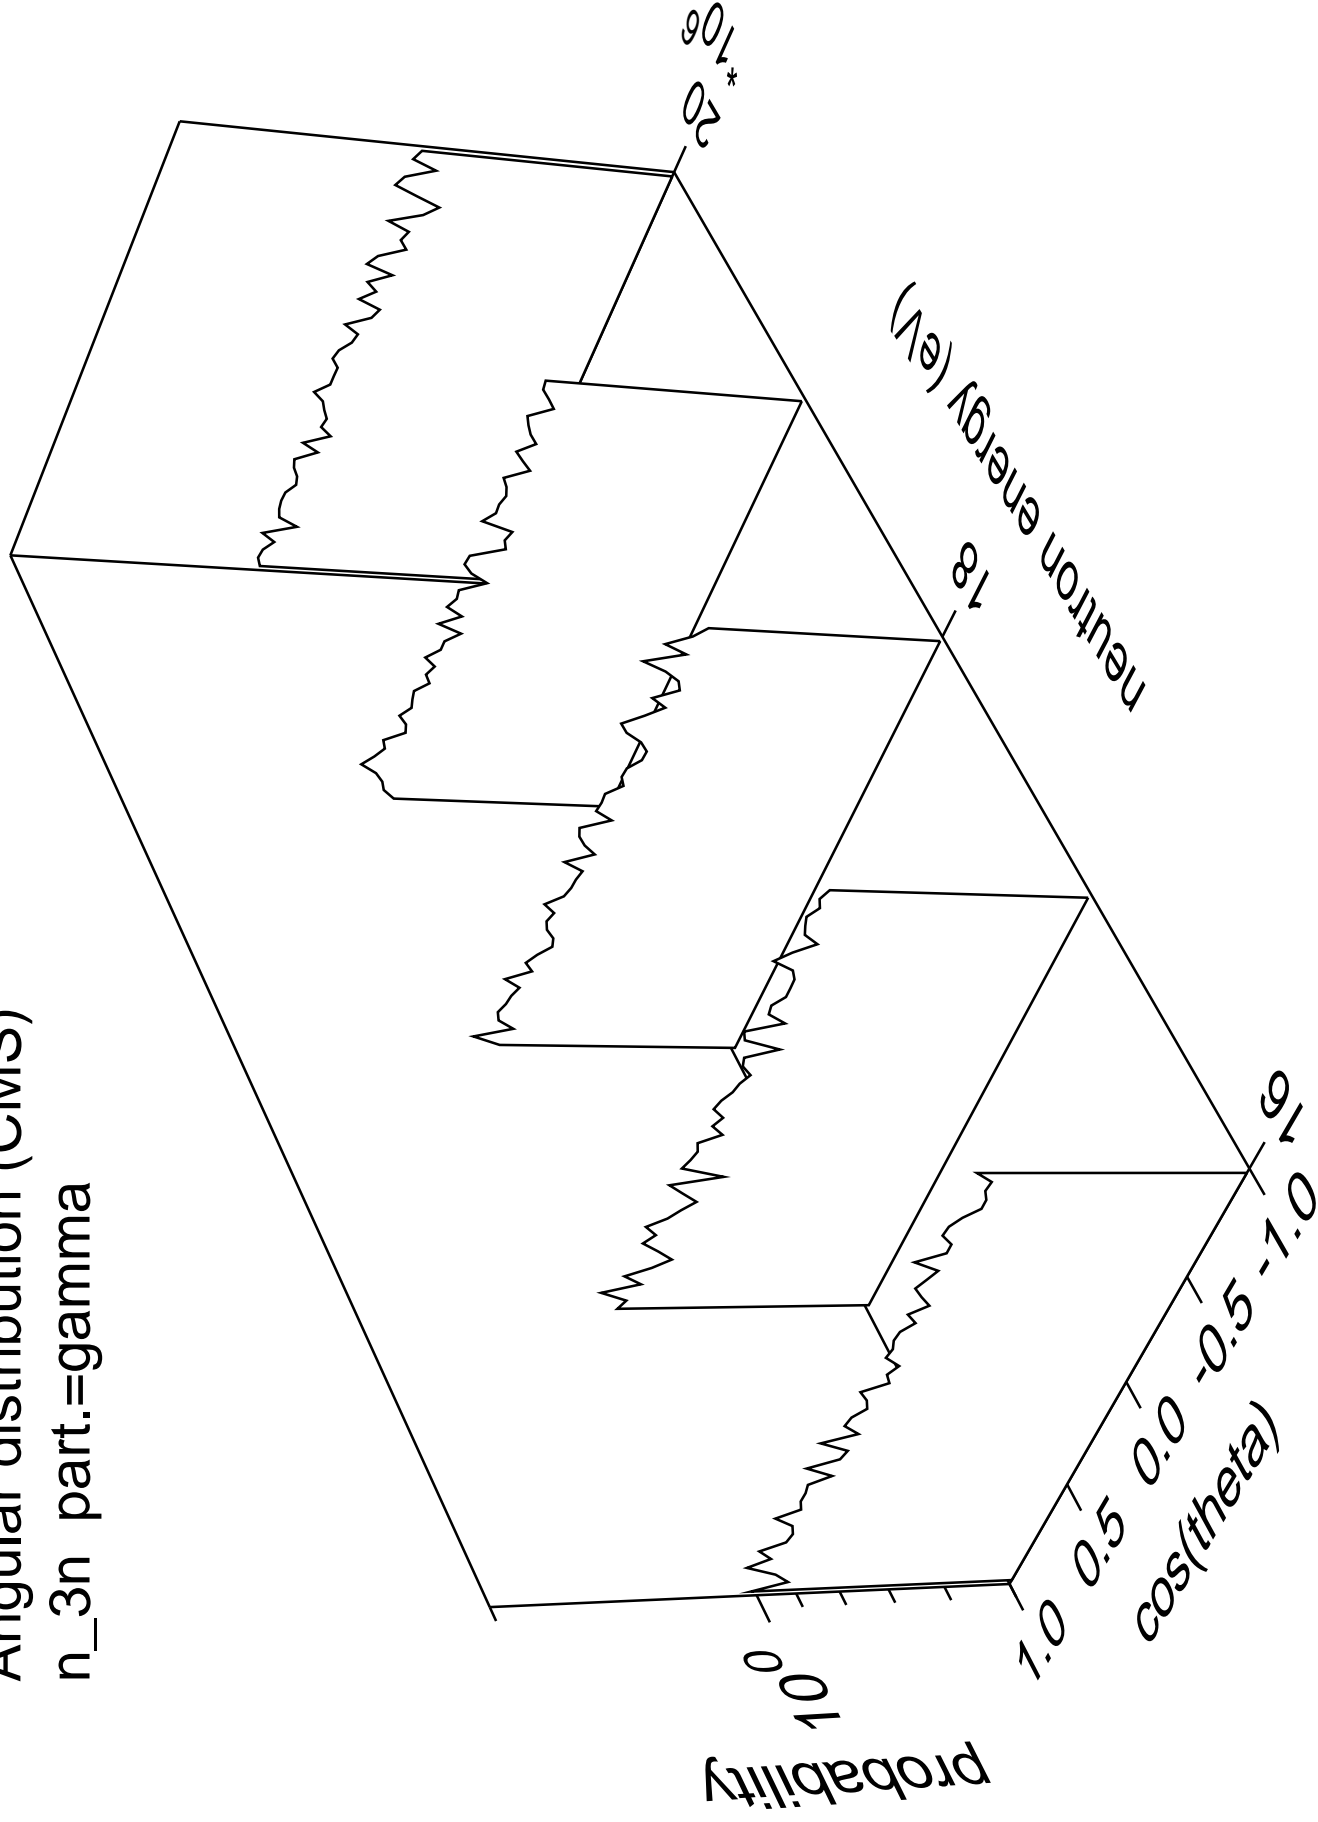 Angular distribution (CMS)
n_3n part.=gamma
probability
10^0
1.0 0.5 0.0 -0.5 -1.0
cos(theta)
16 18 20
* 10^6
neutron energy (eV)